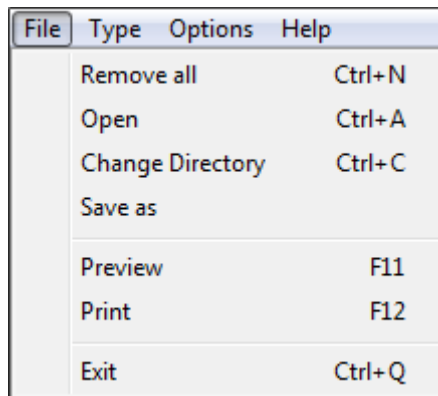 File Type Options Help
Remove all Ctrl+N
Open Ctrl+A
Change Directory Ctrl+C
Save as
Preview F11
Print F12
Exit Ctrl+Q